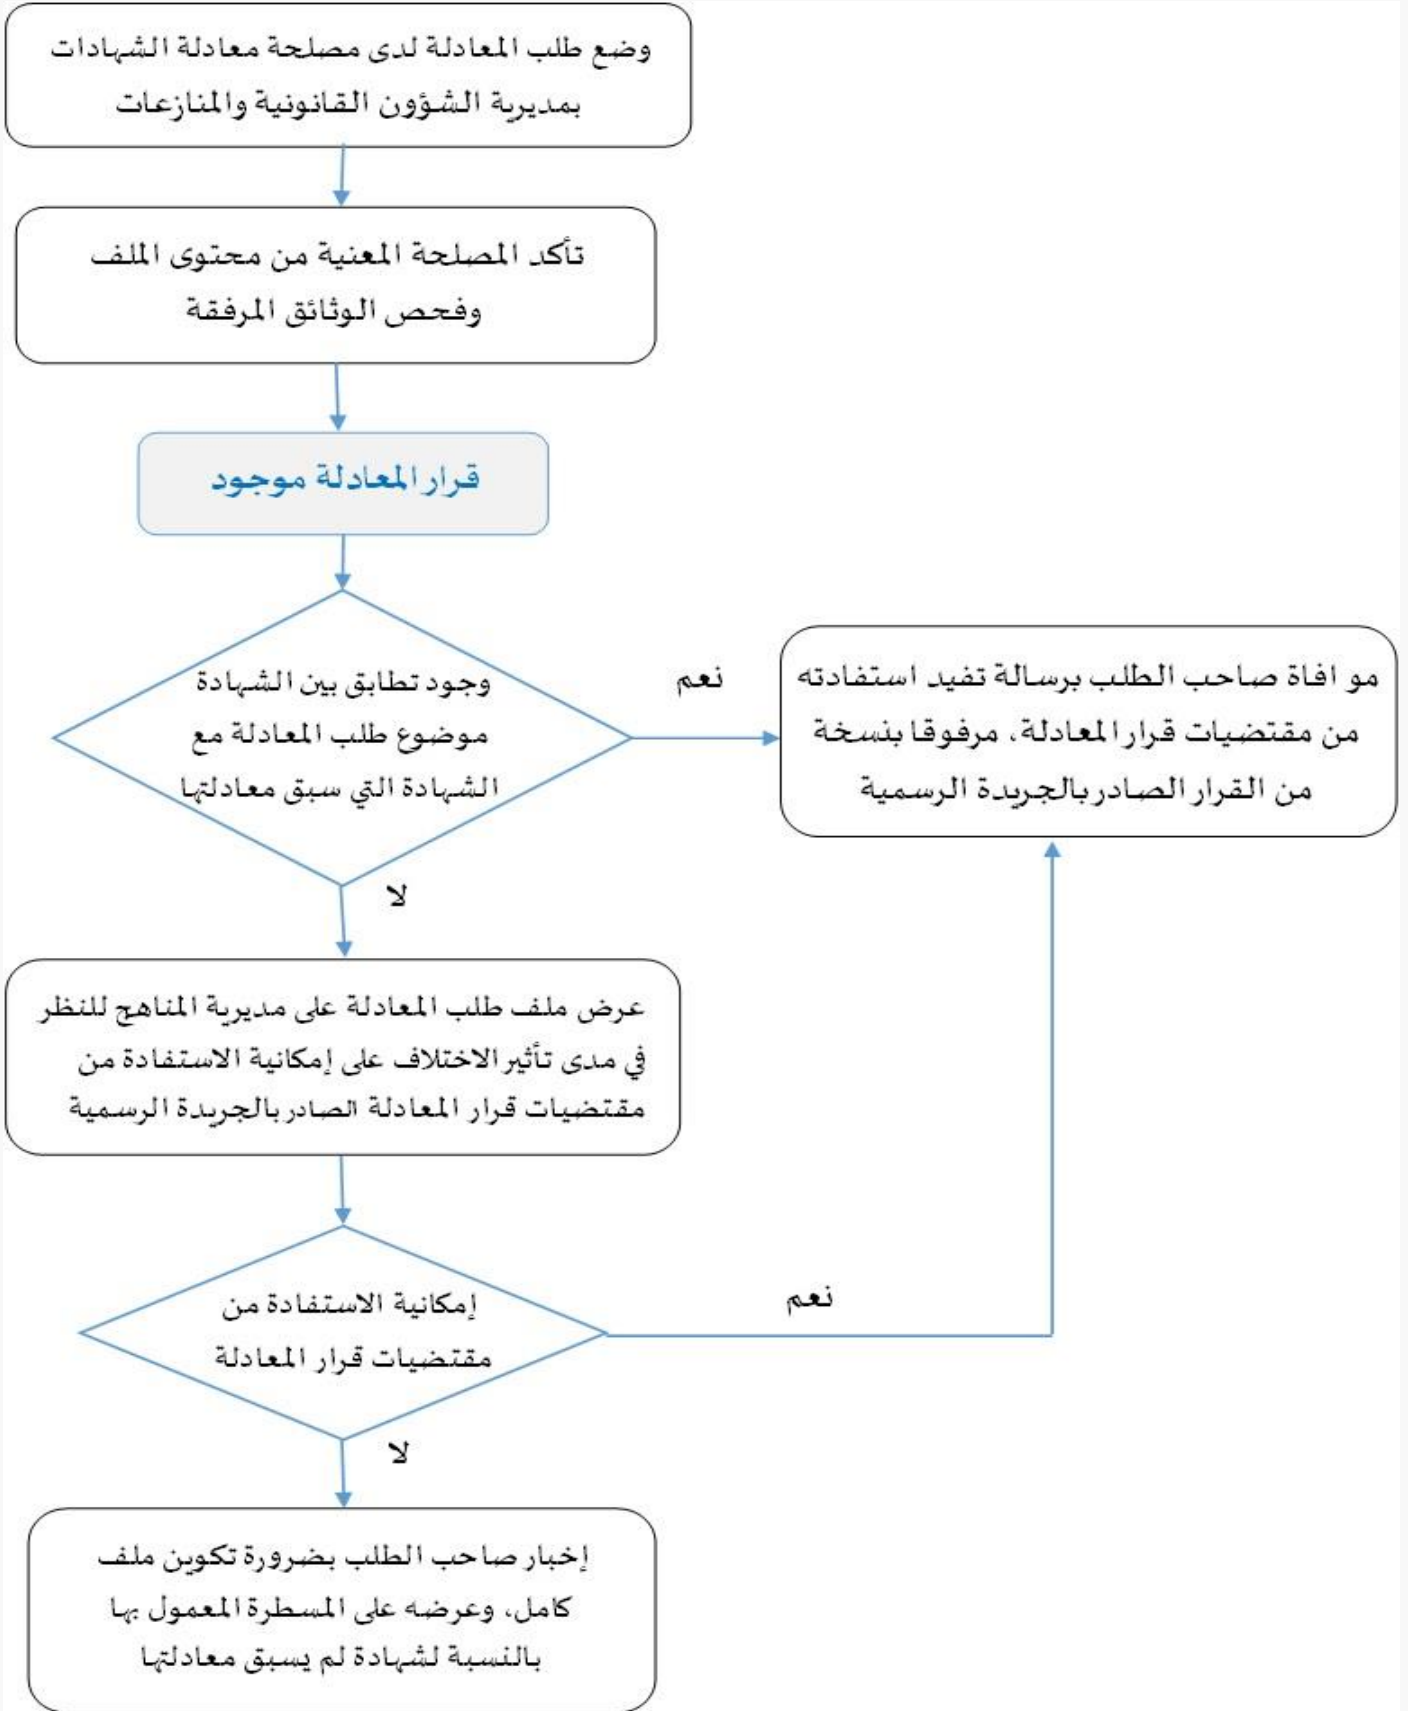 وضع طلب المعادلة لدى مصلحة معادلة الشهادات
بمديرية الشؤون القانونية والمنازعات
تأكد المصلحة المعنية من محتوى الملف
وفحص الوثائق المرفقة
قرار المعادلة موجود
وجود تطابق بين الشهادة
موضوع طلب المعادلة مع
الشهادة التي سبق معادلتها
نعم
مو افاة صاحب الطلب برسالة تفيد استفادته
من مقتضيات قرار المعادلة، مرفوقا بنسخة
من القرار الصادر بالجريدة الرسمية
لا
عرض ملف طلب المعادلة على مديرية المناهج للنظر
في مدى تأثير الاختلاف على إمكانية الاستفادة من
مقتضيات قرار المعادلة الصادر بالجريدة الرسمية
إمكانية الاستفادة من
مقتضيات قرار المعادلة
نعم
لا
إخبار صاحب الطلب بضرورة تكوين ملف
كامل، وعرضه على المسطرة المعمول بها
بالنسبة لشهادة لم يسبق معادلتها